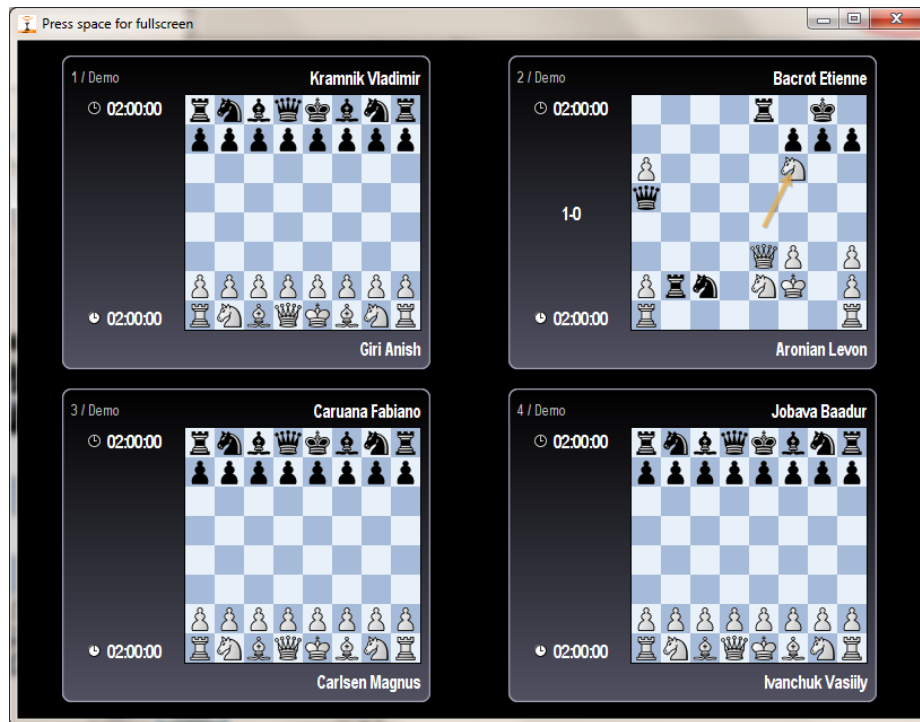 Press space for fullscreen
1 / Demo
Kramnik Vladimir
02:00:00
02:00:00
Giri Anish
2 / Demo
Bacrot Etienne
02:00:00
1-0
02:00:00
Aronian Levon
3 / Demo
Caruana Fabiano
02:00:00
02:00:00
Carlsen Magnus
4 / Demo
Jobava Baadur
02:00:00
02:00:00
Ivanchuk Vasiily